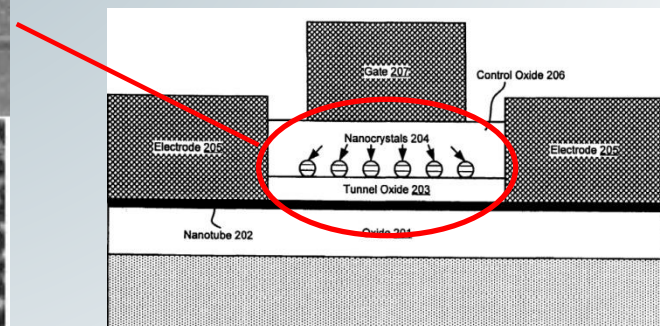 Gate 207
Control Oxide 206
Electrode 205
Nanocrystals 204
Electrode 205
Tunnel Oxide 203
Nanotube 202
Oxide 201